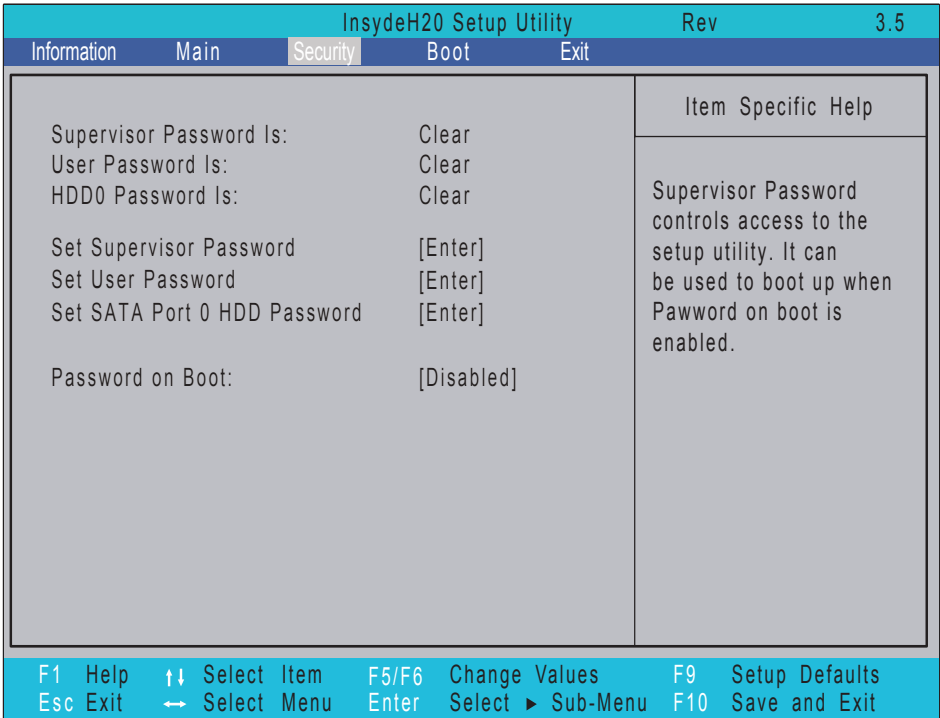 InsydeH20 Setup Utility Rev 3.5
Information Main Security Boot Exit
Item Specific Help
Supervisor Password Is: Clear
User Password Is: Clear
HDD0 Password Is: Clear
Set Supervisor Password [Enter]
Set User Password [Enter]
Set SATA Port 0 HDD Password [Enter]
Password on Boot: [Disabled]
Supervisor Password
controls access to the
setup utility. It can
be used to boot up when
Pawword on boot is
enabled.
F1 Help ↑↓ Select Item F5/F6 Change Values F9 Setup Defaults
Esc Exit ↔ Select Menu Enter Select ▶ Sub-Menu F10 Save and Exit